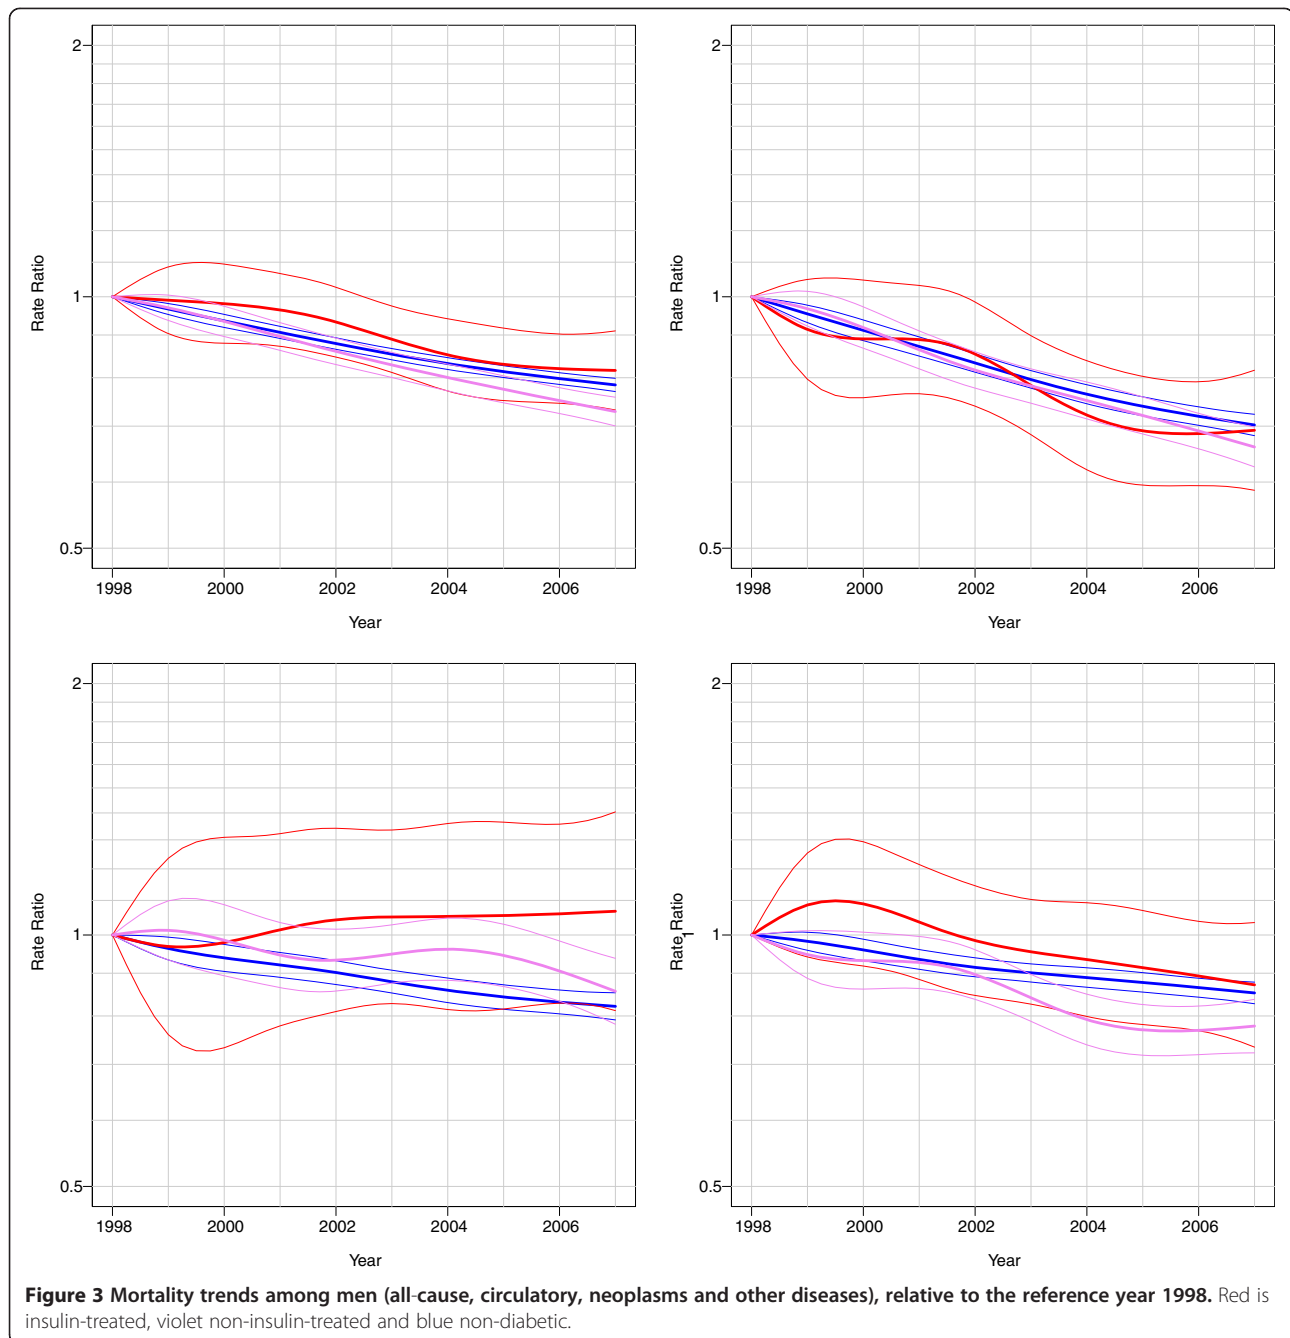 2
1
0.5
Rate Ratio
1998 2000 2002 2004 2006
Year
2
1
0.5
Rate Ratio
1998 2000 2002 2004 2006
Year
2
1
0.5
Rate Ratio
1998 2000 2002 2004 2006
Year
2
1
0.5
Rate Ratio
1998 2000 2002 2004 2006
Year
Figure 3 Mortality trends among men (all-cause, circulatory, neoplasms and other diseases), relative to the reference year 1998. Red is
insulin-treated, violet non-insulin-treated and blue non-diabetic.